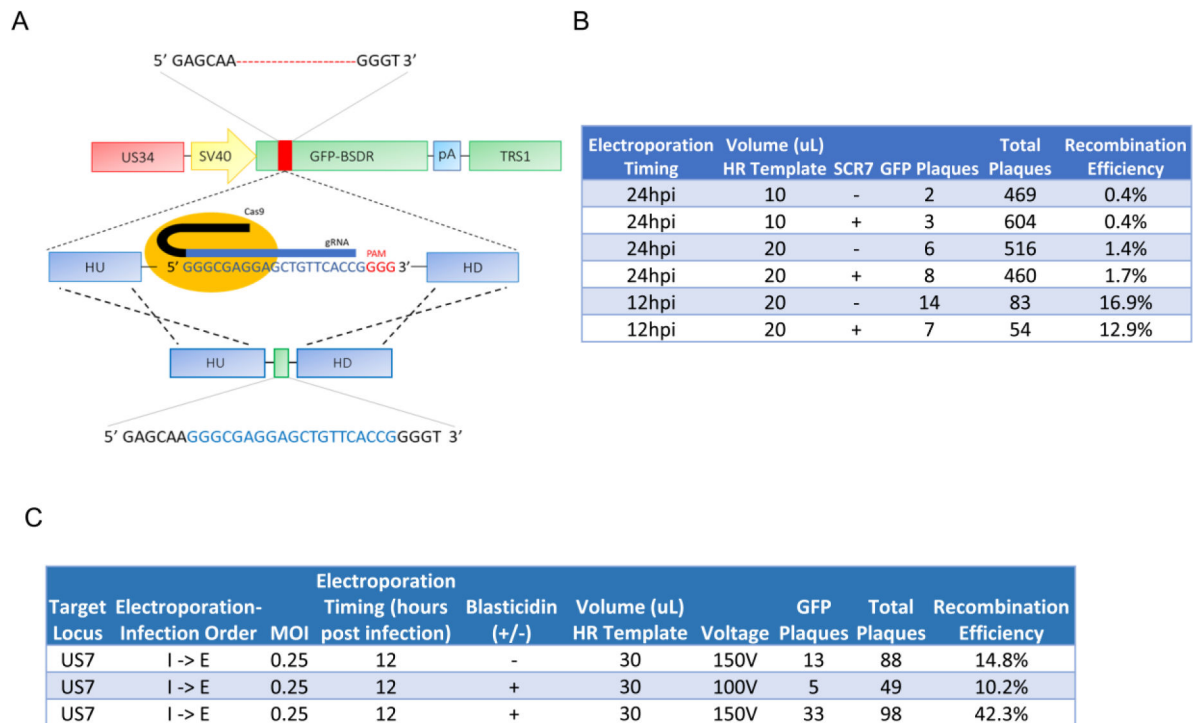 A
5' GAGCAA--------------------GGGT 3'
US34 SV40 GFP-BSDR pA TRS1
Cas9
gRNA
PAM
HU 5' GGGCGAGGAGCTGTTCACCGGGG 3' HD
HU HD
5' GAGCAAGGGCGAGGAGCTGTTCACCGGGGT 3'
B
Electroporation Timing Volume (uL) HR Template SCR7 GFP Plaques Total Plaques Recombination Efficiency
24hpi 10 - 2 469 0.4%
24hpi 10 + 3 604 0.4%
24hpi 20 - 6 516 1.4%
24hpi 20 + 8 460 1.7%
12hpi 20 - 14 83 16.9%
12hpi 20 + 7 54 12.9%
C
Target Locus Electroporation-Infection Order MOI Electroporation Timing (hours post infection) Blasticidin (+/-) Volume (uL) HR Template Voltage GFP Plaques Total Plaques Recombination Efficiency
US7 I -> E 0.25 12 - 30 150V 13 88 14.8%
US7 I -> E 0.25 12 + 30 100V 5 49 10.2%
US7 I -> E 0.25 12 + 30 150V 33 98 42.3%